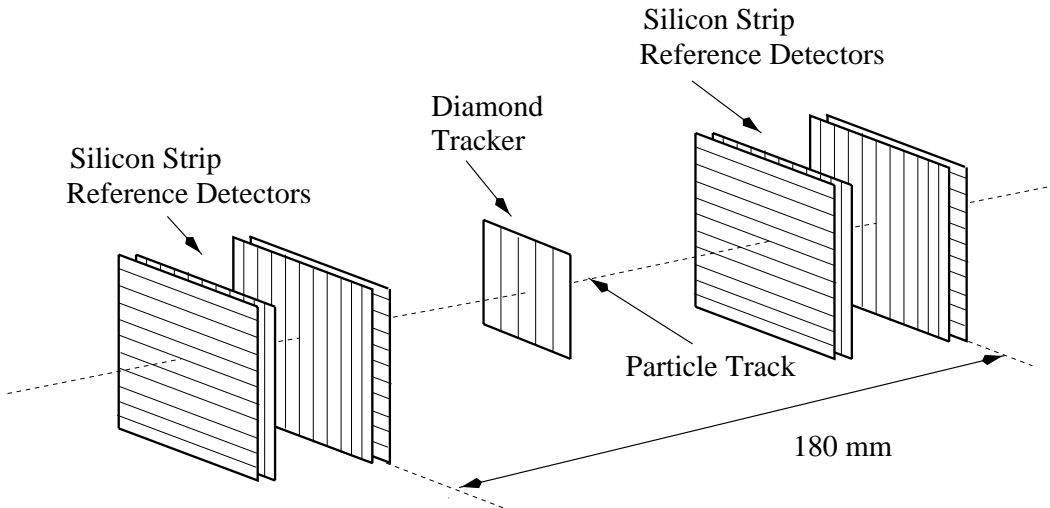 Silicon Strip
Reference Detectors
Diamond
Tracker
Silicon Strip
Reference Detectors
Particle Track
180 mm